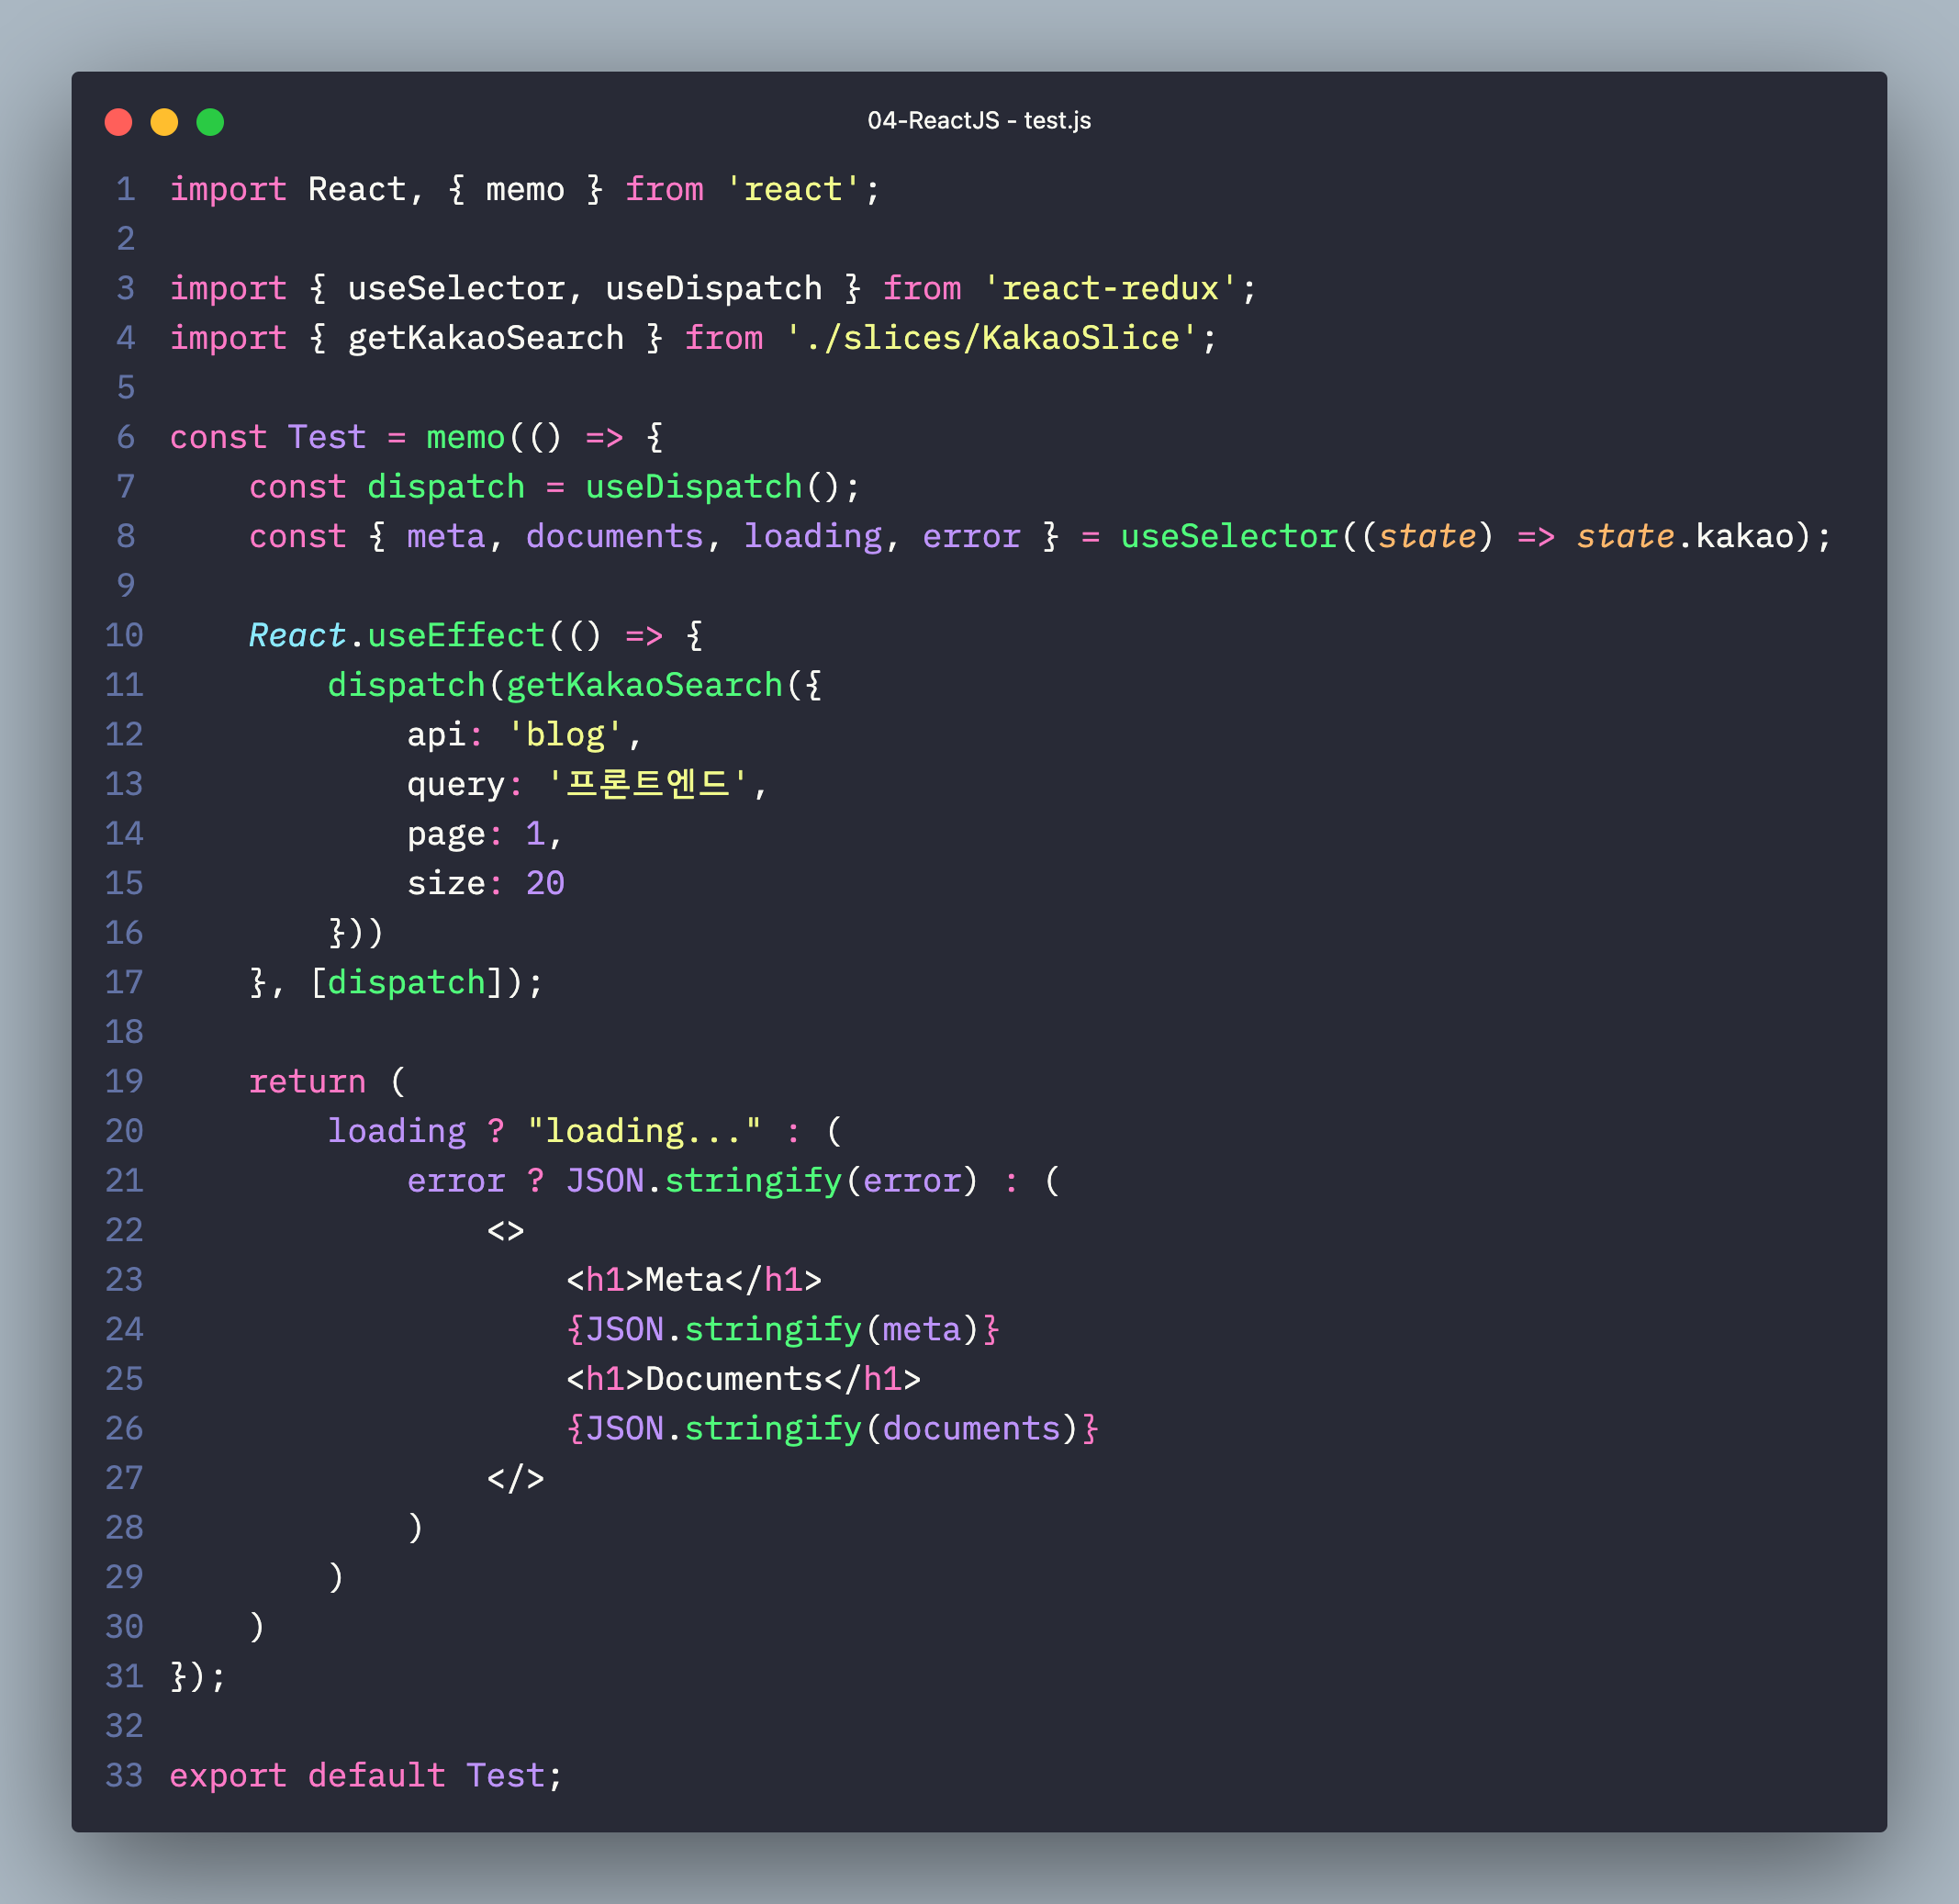 04-ReactJS - test.js
1 import React, { memo } from 'react';
2
3 import { useSelector, useDispatch } from 'react-redux';
4 import { getKakaoSearch } from './slices/KakaoSlice';
5
6 const Test = memo(() => {
7     const dispatch = useDispatch();
8     const { meta, documents, loading, error } = useSelector((state) => state.kakao);
9
10     React.useEffect(() => {
11         dispatch(getKakaoSearch({
12             api: 'blog',
13             query: '프론트엔드',
14             page: 1,
15             size: 20
16         }))
17     }, [dispatch]);
18
19     return (
20         loading ? "loading..." : (
21             error ? JSON.stringify(error) : (
22                 <>
23                     <h1>Meta</h1>
24                     {JSON.stringify(meta)}
25                     <h1>Documents</h1>
26                     {JSON.stringify(documents)}
27                 </>
28             )
29         )
30     )
31 });
32
33 export default Test;